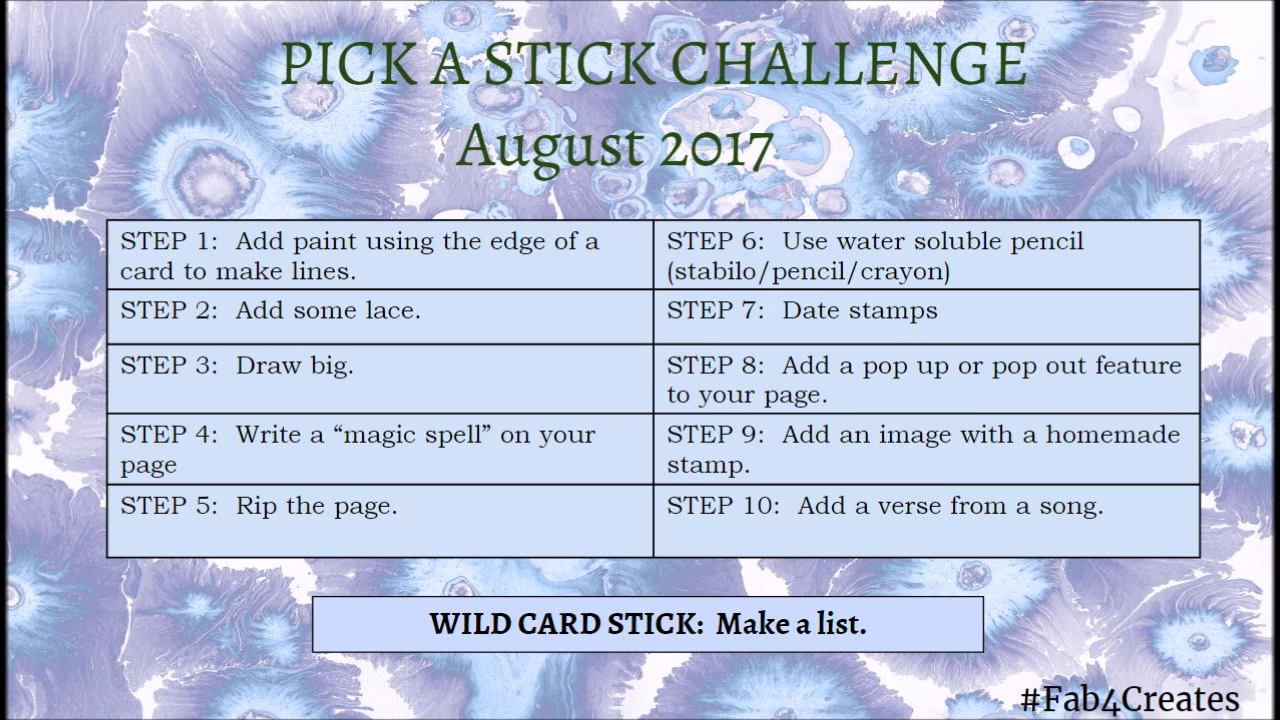 PICK A STICK CHALLENGE
August 2017
STEP 1:  Add paint using the edge of a
card to make lines.
STEP 6:  Use water soluble pencil
(stabilo/pencil/crayon)
STEP 2:  Add some lace.
STEP 7:  Date stamps
STEP 3:  Draw big.
STEP 8:  Add a pop up or pop out feature
to your page.
STEP 4:  Write a “magic spell” on your
page
STEP 9:  Add an image with a homemade
stamp.
STEP 5:  Rip the page.
STEP 10:  Add a verse from a song.
WILD CARD STICK:  Make a list.
#Fab4Creates